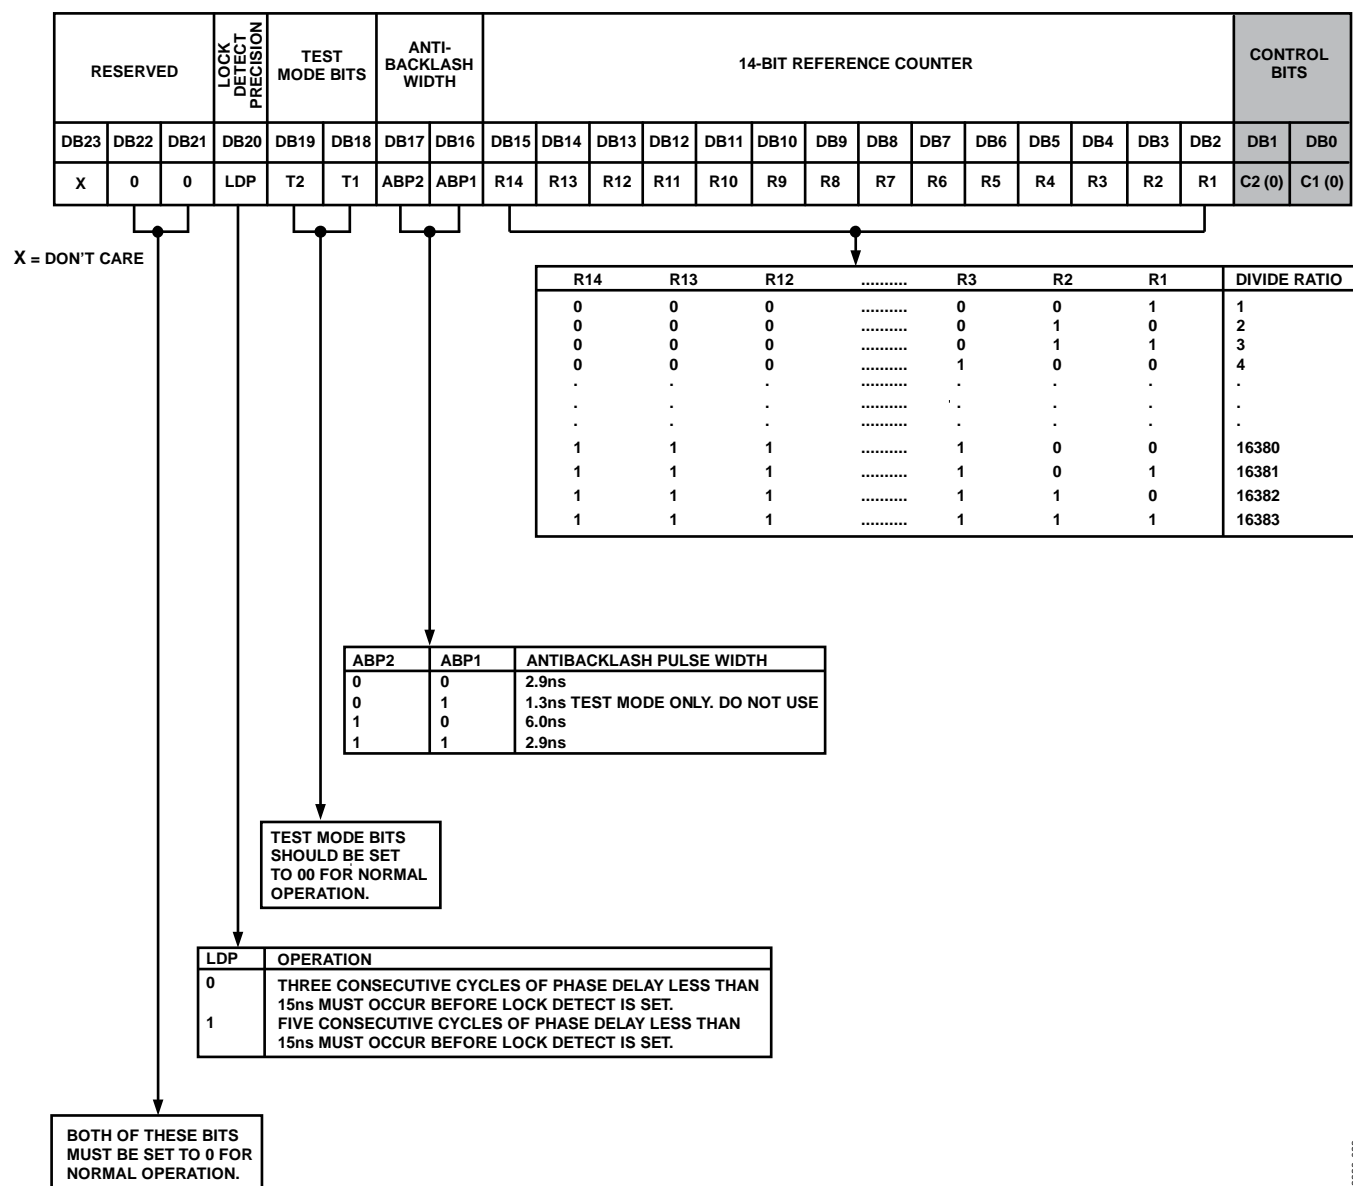 RESERVED
LOCK DETECT PRECISION
TEST MODE BITS
ANTI-BACKLASH WIDTH
14-BIT REFERENCE COUNTER
CONTROL BITS
DB23 DB22 DB21 DB20 DB19 DB18 DB17 DB16 DB15 DB14 DB13 DB12 DB11 DB10 DB9 DB8 DB7 DB6 DB5 DB4 DB3 DB2 DB1 DB0
X 0 0 LDP T2 T1 ABP2 ABP1 R14 R13 R12 R11 R10 R9 R8 R7 R6 R5 R4 R3 R2 R1 C2 (0) C1 (0)
X = DON'T CARE
R14 R13 R12 .......... R3 R2 R1 DIVIDE RATIO
0 0 0 .......... 0 0 1 1
0 0 0 .......... 0 1 0 2
0 0 0 .......... 0 1 1 3
0 0 0 .......... 1 0 0 4
. . . .......... . . . .
. . . .......... . . . .
. . . .......... . . . .
1 1 1 .......... 1 0 0 16380
1 1 1 .......... 1 0 1 16381
1 1 1 .......... 1 1 0 16382
1 1 1 .......... 1 1 1 16383
ABP2 ABP1 ANTIBACKLASH PULSE WIDTH
0 0 2.9ns
0 1 1.3ns TEST MODE ONLY. DO NOT USE
1 0 6.0ns
1 1 2.9ns
TEST MODE BITS
SHOULD BE SET
TO 00 FOR NORMAL
OPERATION.
LDP OPERATION
0 THREE CONSECUTIVE CYCLES OF PHASE DELAY LESS THAN
15ns MUST OCCUR BEFORE LOCK DETECT IS SET.
1 FIVE CONSECUTIVE CYCLES OF PHASE DELAY LESS THAN
15ns MUST OCCUR BEFORE LOCK DETECT IS SET.
BOTH OF THESE BITS
MUST BE SET TO 0 FOR
NORMAL OPERATION.